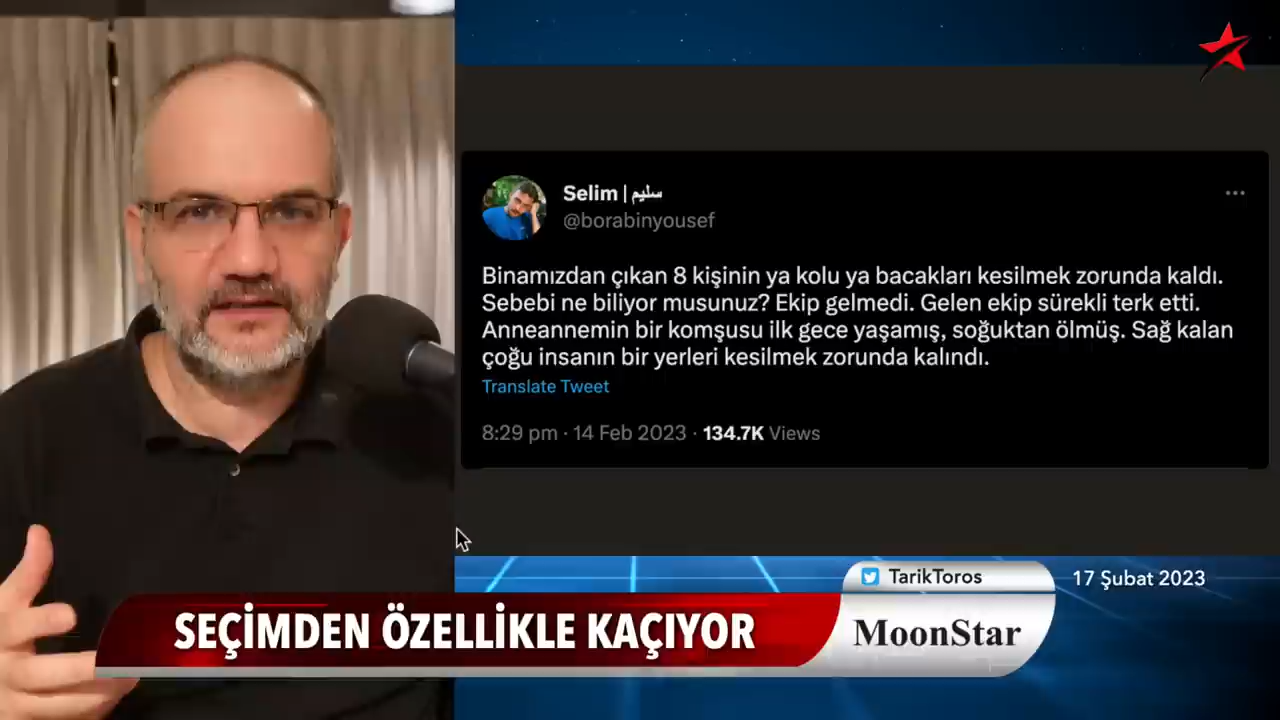 Selim | سليم
@borabinyousef
Binamızdan çıkan 8 kişinin ya kolu ya bacakları kesilmek zorunda kaldı.
Sebebi ne biliyor musunuz? Ekip gelmedi. Gelen ekip sürekli terk etti.
Anneannemin bir komşusu ilk gece yaşamış, soğuktan ölmüş. Sağ kalan
çoğu insanın bir yerleri kesilmek zorunda kalındı.
Translate Tweet
8:29 pm · 14 Feb 2023 · 134.7K Views
TarikToros
17 Şubat 2023
SEÇİMDEN ÖZELLİKLE KAÇIYOR
MoonStar